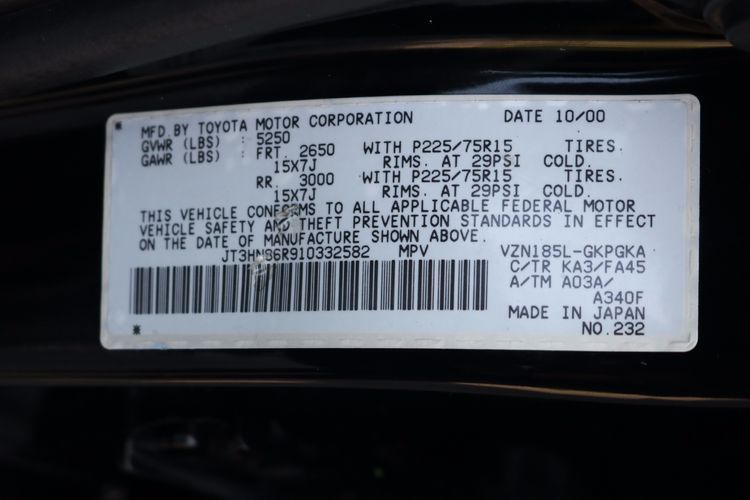 MFD.BY TOYOTA MOTOR CORPORATION DATE 10/00
GVWR (LBS) : 5250
GAWR (LBS) : FRT. 2650 WITH P225/75R15 TIRES.
15X7J RIMS. AT 29PSI COLD.
RR. 3000 WITH P225/75R15 TIRES.
15X7J RIMS. AT 29PSI COLD.
THIS VEHICLE CONFORMS TO ALL APPLICABLE FEDERAL MOTOR
VEHICLE SAFETY AND THEFT PREVENTION STANDARDS IN EFFECT
ON THE DATE OF MANUFACTURE SHOWN ABOVE.
MPV VZN185L-GKPGKA
C/TR KA3/FA45
A/TM A03A/
A340F
MADE IN JAPAN
NO.232